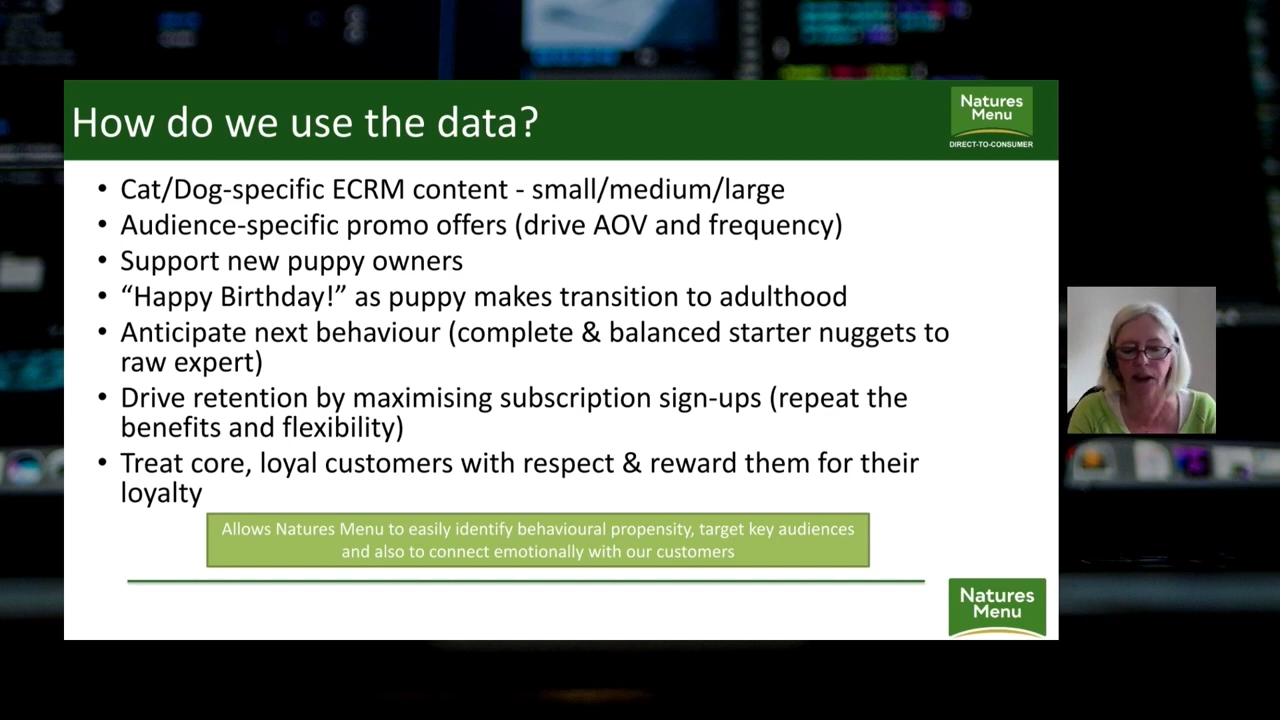 How do we use the data?
Natures
Menu
DIRECT-TO-CONSUMER
• Cat/Dog-specific ECRM content - small/medium/large
• Audience-specific promo offers (drive AOV and frequency)
• Support new puppy owners
• “Happy Birthday!” as puppy makes transition to adulthood
• Anticipate next behaviour (complete & balanced starter nuggets to
raw expert)
• Drive retention by maximising subscription sign-ups (repeat the
benefits and flexibility)
• Treat core, loyal customers with respect & reward them for their
loyalty
Allows Natures Menu to easily identify behavioural propensity, target key audiences
and also to connect emotionally with our customers
Natures
Menu